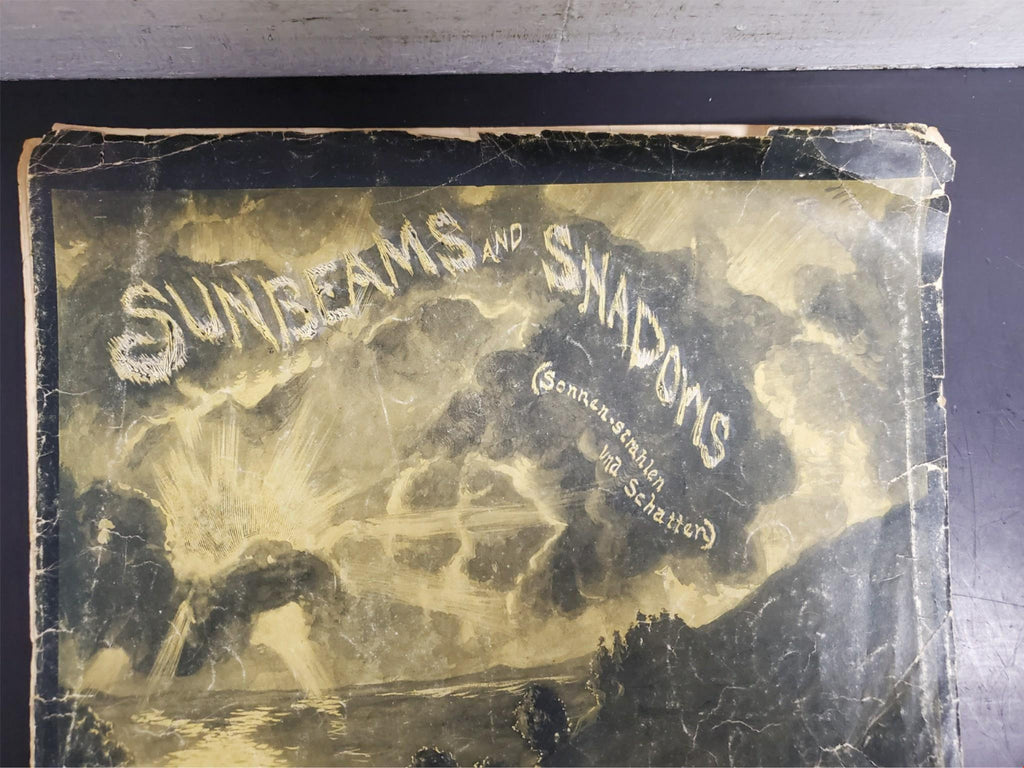 SUNBEAMS AND SHADOWS
(Sonnen-strahlen
und Schatten)